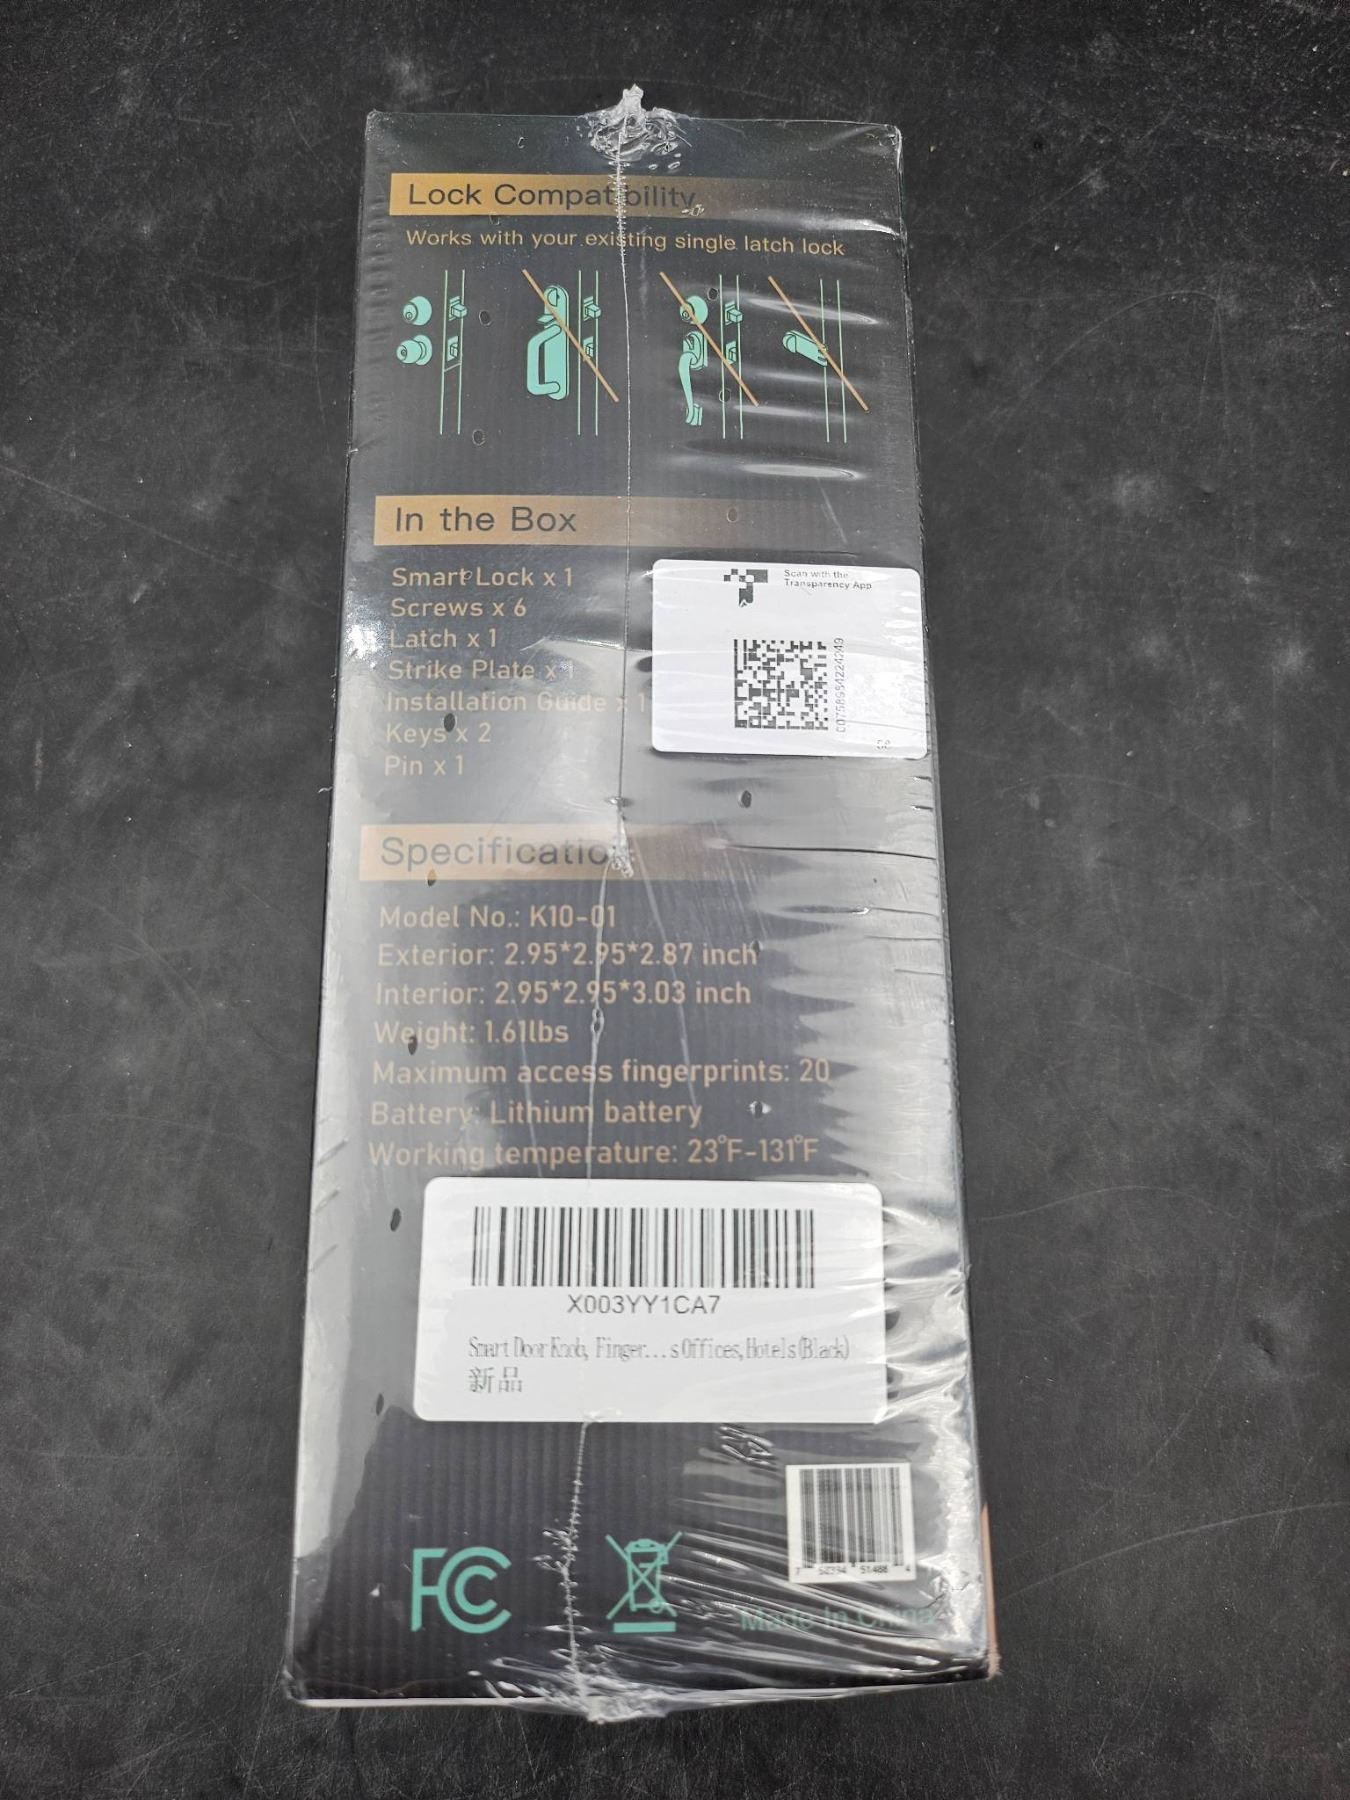 Lock Compatibility
Works with your existing single latch lock
In the Box
Smart Lock x 1
Screws x 6
Latch x 1
Strike Plate x 1
Installation Guide x 1
Keys x 2
Pin x 1
Scan with the
Transparency App
58
Specification
Model No.: K10-01
Exterior: 2.95*2.95*2.87 inch
Interior: 2.95*2.95*3.03 inch
Weight: 1.61lbs
Maximum access fingerprints: 20
Battery: Lithium battery
Working temperature: 23°F-131°F
X003YY1CA7
Smart Door Knob, Finger...s Offices,Hotels(Black)
新品
FC
Made In China